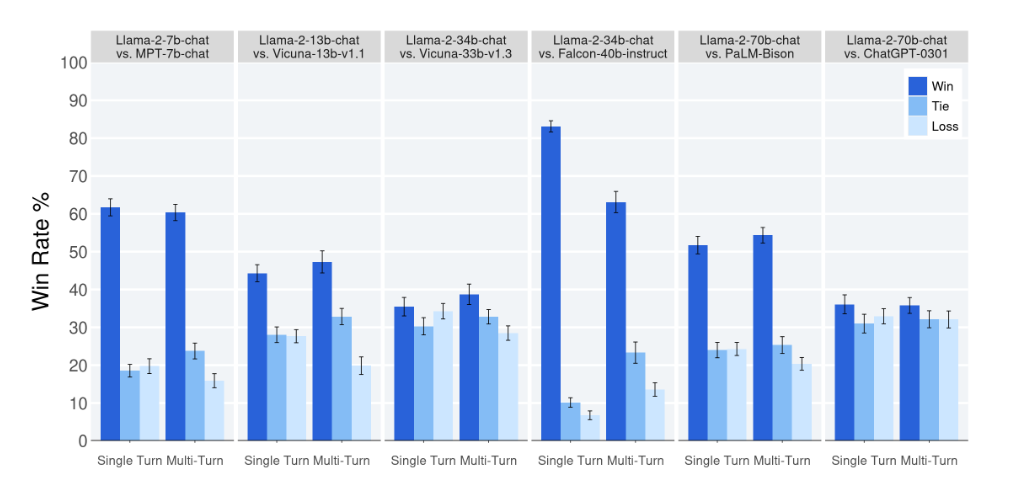 Llama-2-7b-chat
vs. MPT-7b-chat
Llama-2-13b-chat
vs. Vicuna-13b-v1.1
Llama-2-34b-chat
vs. Vicuna-33b-v1.3
Llama-2-34b-chat
vs. Falcon-40b-instruct
Llama-2-70b-chat
vs. PaLM-Bison
Llama-2-70b-chat
vs. ChatGPT-0301
Win
Tie
Loss
Win Rate %
100
90
80
70
60
50
40
30
20
10
0
Single Turn Multi-Turn
Single Turn Multi-Turn
Single Turn Multi-Turn
Single Turn Multi-Turn
Single Turn Multi-Turn
Single Turn Multi-Turn